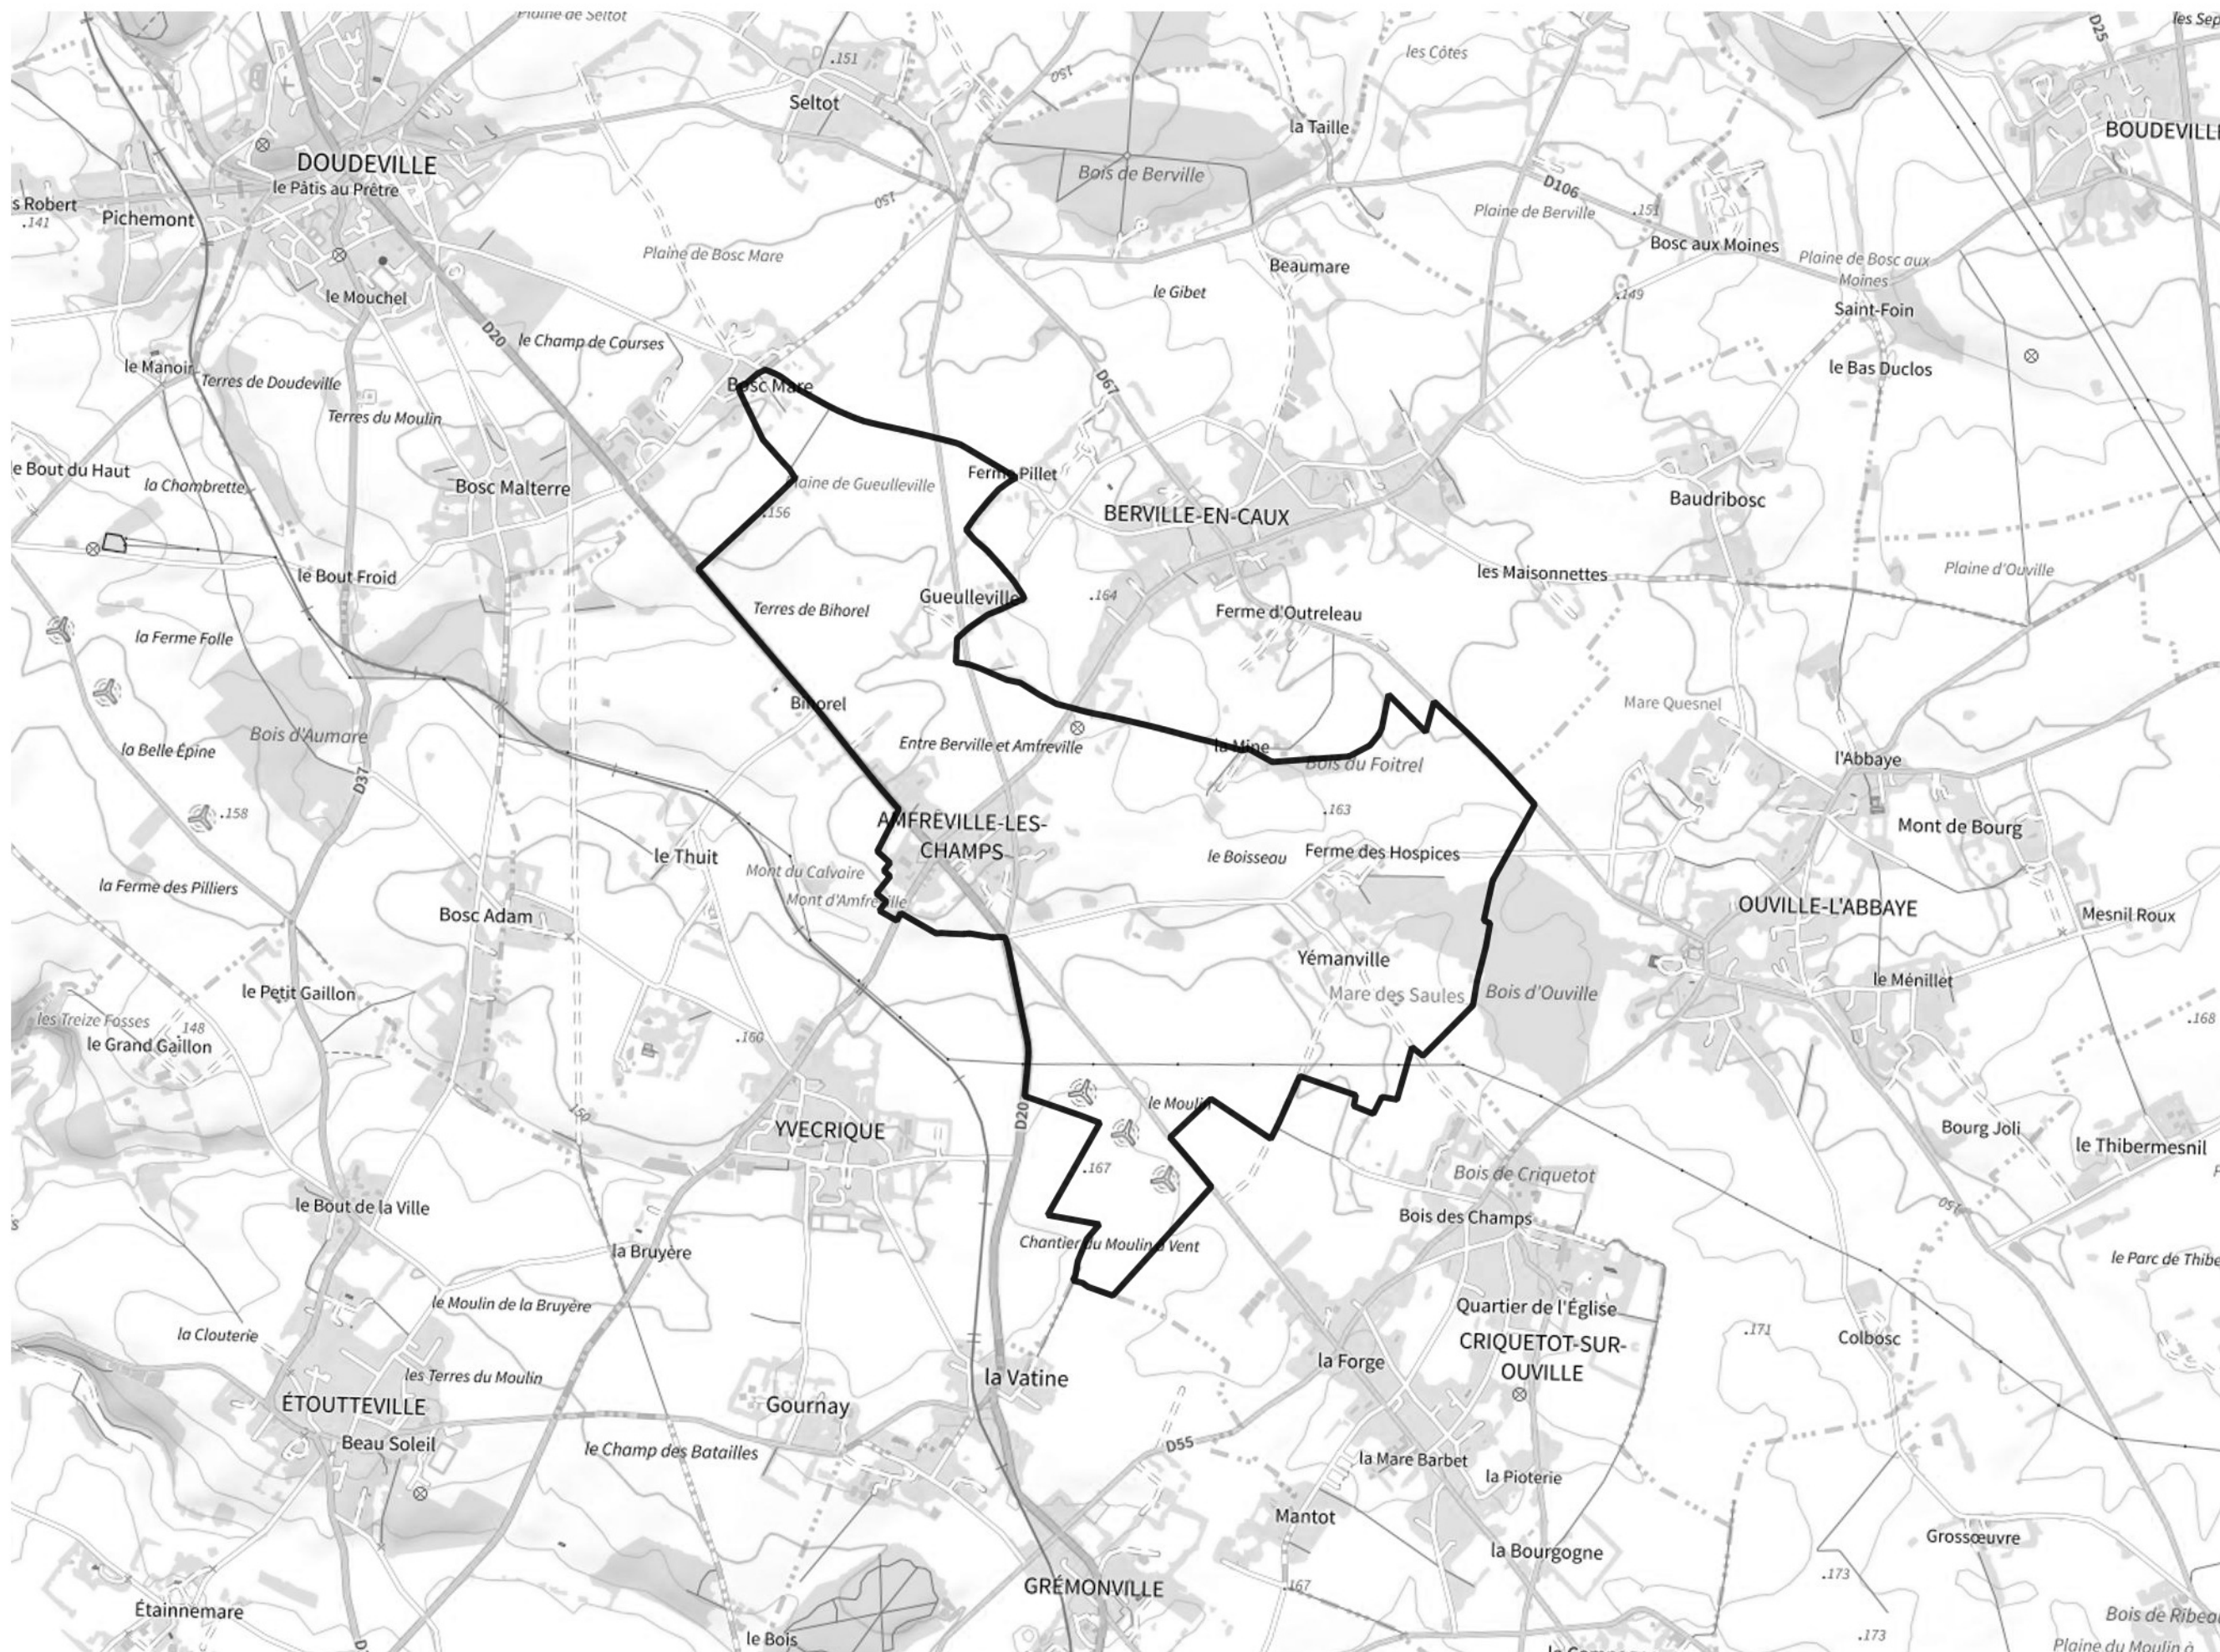 Plaine de Seltot
.151
Seltot
150
les Côtes
D25
la Taille
BOUDEVILL
DOUDEVILLE
le Pâtis au Prêtre
Bois de Berville
D106
s Robert
.141
Pichemont
150
Plaine de Berville
.151
Bosc aux Moines
Plaine de Bosc Mare
Plaine de Bosc aux
Moines
Beaumare
le Mouchel
le Gibet
.149
Saint-Foin
D20
le Champ de Courses
le Manoir
Terres de Doudeville
Bosc Mare
D67
le Bas Duclos
Terres du Moulin
e Bout du Haut
la Chambrette
Bosc Malterre
Ferme Pillet
laine de Gueulleville
.156
BERVILLE-EN-CAUX
Baudribosc
le Bout Froid
les Maisonnettes
Plaine d'Ouville
Gueulleville
.164
Terres de Bihorel
Ferme d'Outreleau
la Ferme Folle
Bihorel
Mare Quesnel
Bois d'Aumare
la Belle Épine
Entre Berville et Amfreville
la Mine
Bois du Foitrel
l'Abbaye
D37
.158
.163
AMFREVILLE-LES-
CHAMPS
Mont de Bourg
le Thuit
le Boisseau
Ferme des Hospices
Mont du Calvaire
la Ferme des Pilliers
Mont d'Amfreville
Bosc Adam
OUVILLE-L'ABBAYE
Mesnil Roux
Yémanville
le Petit Gaillon
Mare des Saules
Bois d'Ouville
le Ménillet
les Treize Fosses
.148
le Grand Gaillon
.160
.168
150
le Moulin
D20
YVECRIQUE
Bourg Joli
le Thibermesnil
.167
Bois de Criquetot
le Bout de la Ville
Bois des Champs
150
la Bruyère
Chantier du Moulin à Vent
le Parc de Thibe
le Moulin de la Bruyère
Quartier de l'Église
la Clouterie
CRIQUETOT-SUR-
OUVILLE
.171
Colbosc
la Forge
les Terres du Moulin
la Vatine
ÉTOUTTEVILLE
Gournay
Beau Soleil
le Champ des Batailles
D55
la Mare Barbet
la Pioterie
Mantot
Grossœuvre
la Bourgogne
.173
GRÉMONVILLE
.167
Étainnemare
Bois de Ribeau
le Bois
.173
Plaine du Moulin à